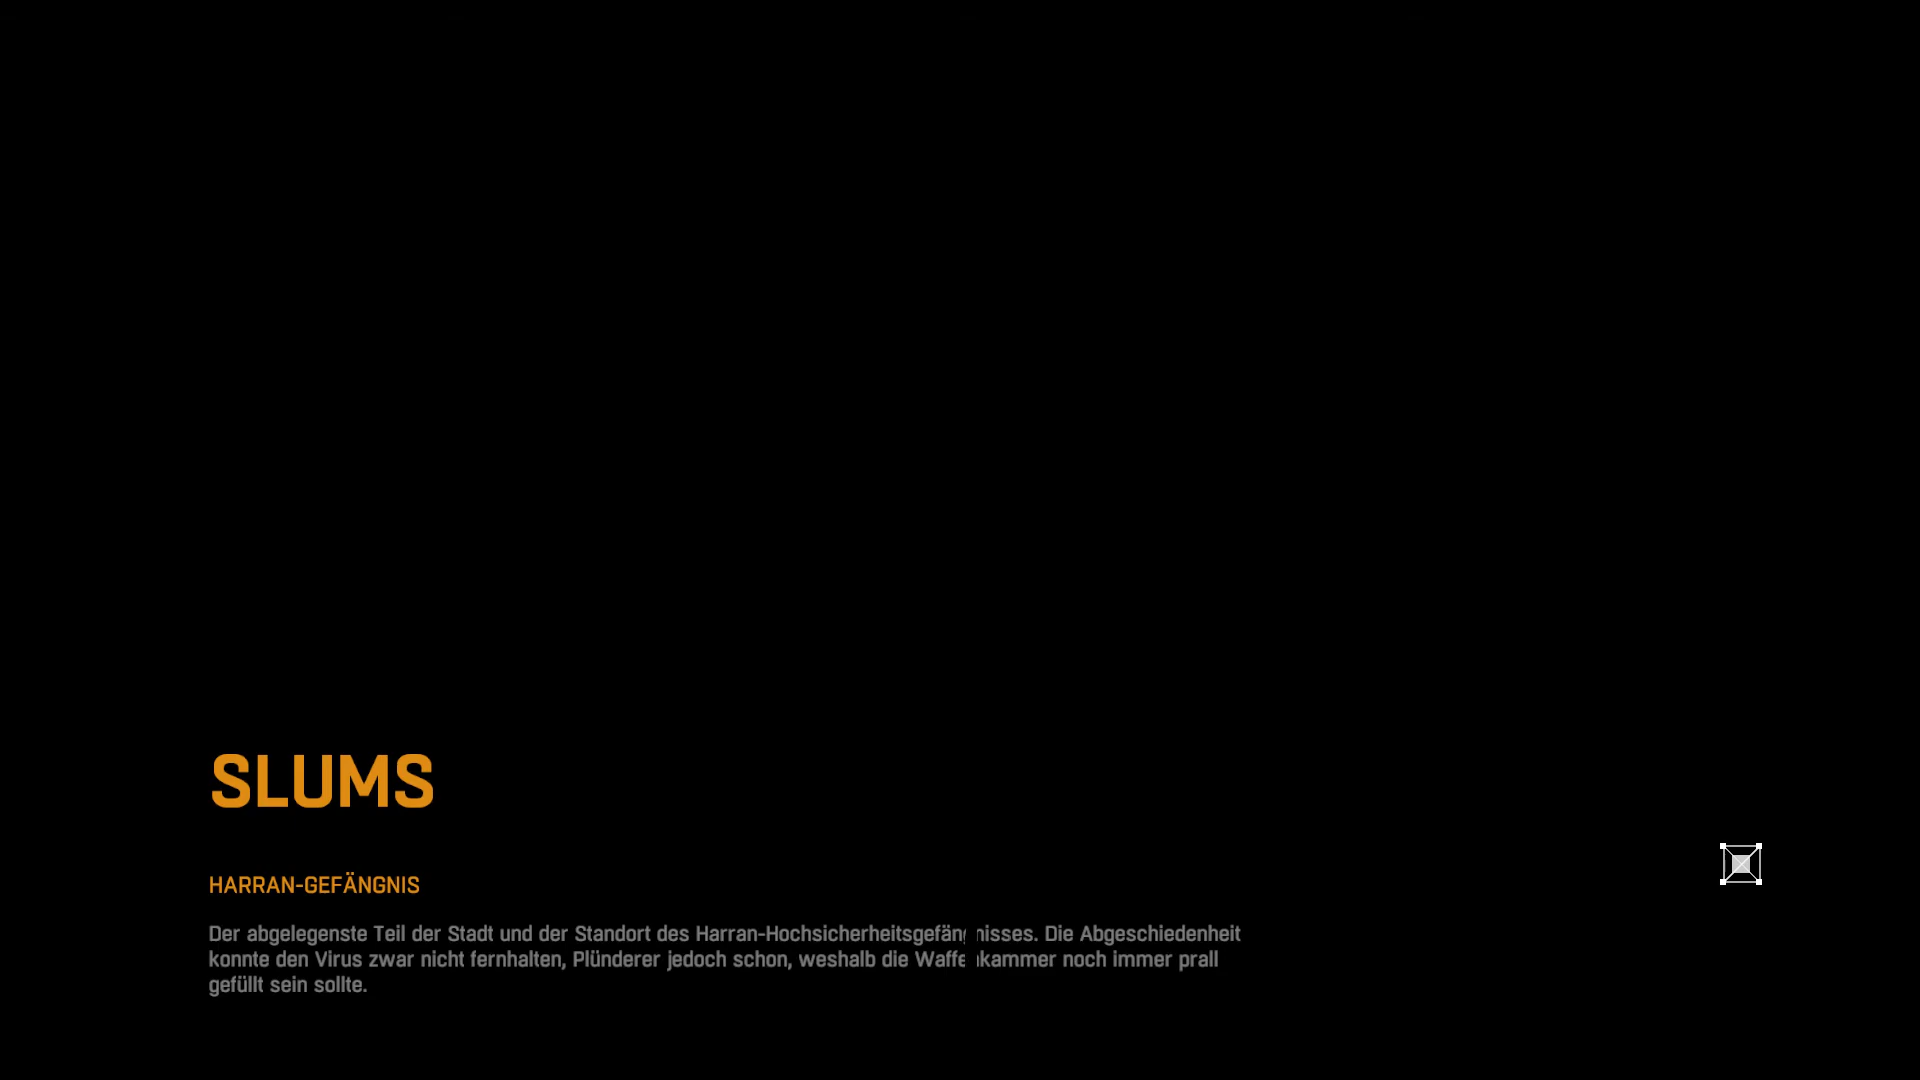 SLUMS
HARRAN-GEFÄNGNIS
Der abgelegenste Teil der Stadt und der Standort des Harran-Hochsicherheitsgefängnisses. Die Abgeschiedenheit
konnte den Virus zwar nicht fernhalten, Plünderer jedoch schon, weshalb die Waffenkammer noch immer prall
gefüllt sein sollte.